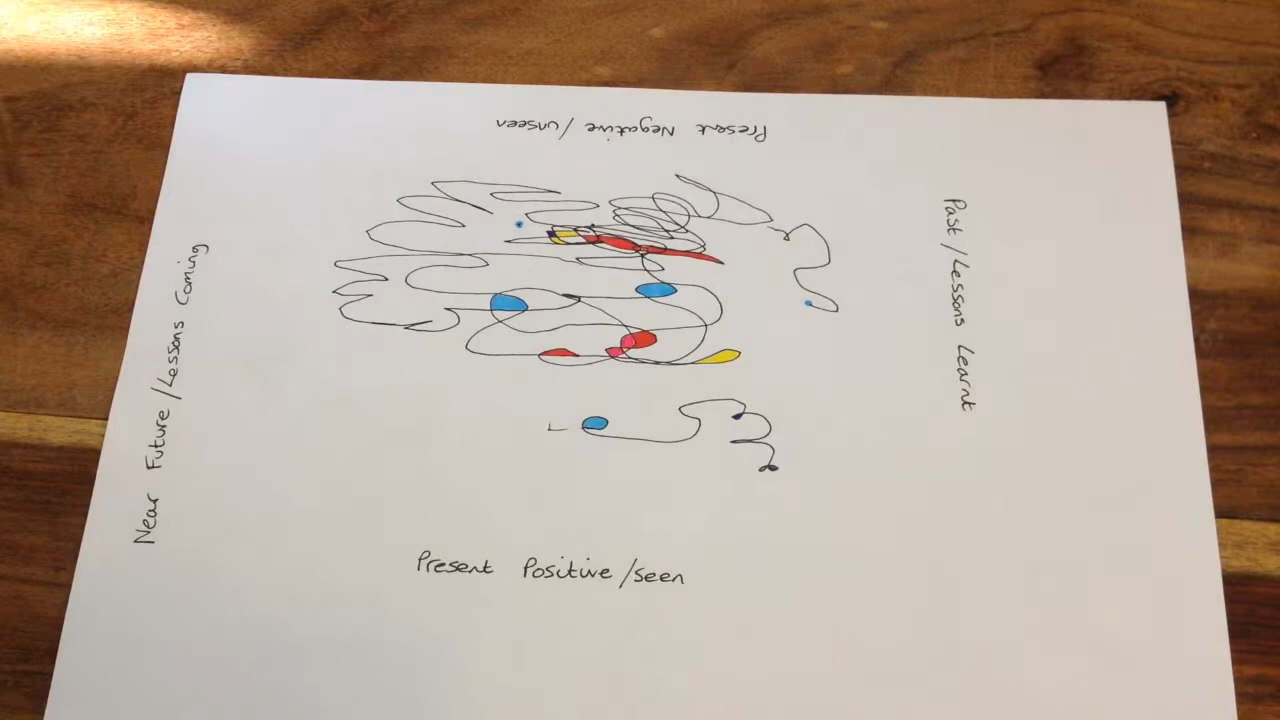 Present Negative/unseen
Past/Lessons Learnt
Near Future/Lessons Coming
Present Positive/seen